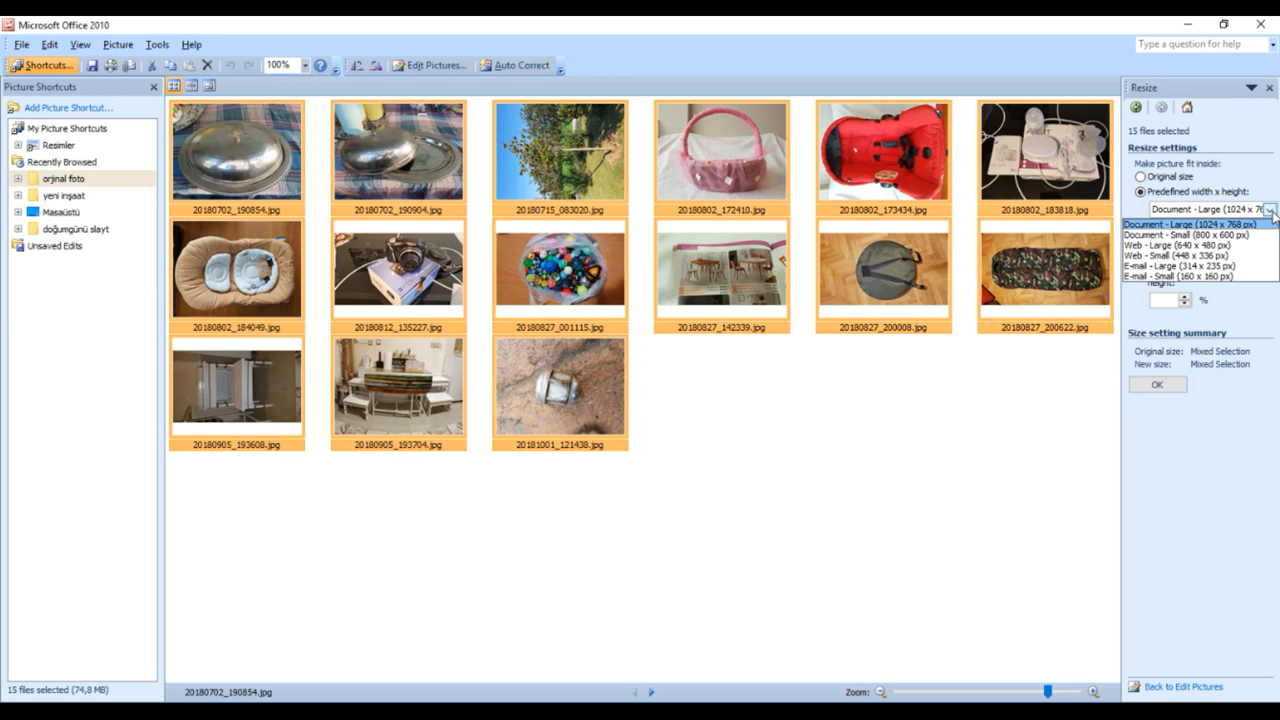 Microsoft Office 2010
File Edit View Picture Tools Help
Type a question for help
Shortcuts... 100% Edit Pictures... Auto Correct
Picture Shortcuts
Add Picture Shortcut...
My Picture Shortcuts
Resimler
Recently Browsed
orjinal foto
yeni inşaat
Masaüstü
doğumgünü slayt
Unsaved Edits
20180702_190854.jpg 20180702_190904.jpg 20180715_083020.jpg 20180802_172410.jpg 20180802_173434.jpg 20180802_183818.jpg
20180802_184049.jpg 20180812_135227.jpg 20180827_001115.jpg 20180827_142339.jpg 20180827_200008.jpg 20180827_200622.jpg
20180905_193608.jpg 20180905_193704.jpg 20181001_121438.jpg
Resize
15 files selected
Resize settings
Make picture fit inside:
Original size
Predefined width x height:
Document - Large (1024 x 76
Document - Large (1024 x 768 px)
Document - Small (800 x 600 px)
Web - Large (640 x 480 px)
Web - Small (448 x 336 px)
E-mail - Large (314 x 235 px)
E-mail - Small (160 x 160 px)
height:
%
Size setting summary
Original size: Mixed Selection
New size: Mixed Selection
OK
Back to Edit Pictures
15 files selected (74,8 MB)
20180702_190854.jpg
Zoom: